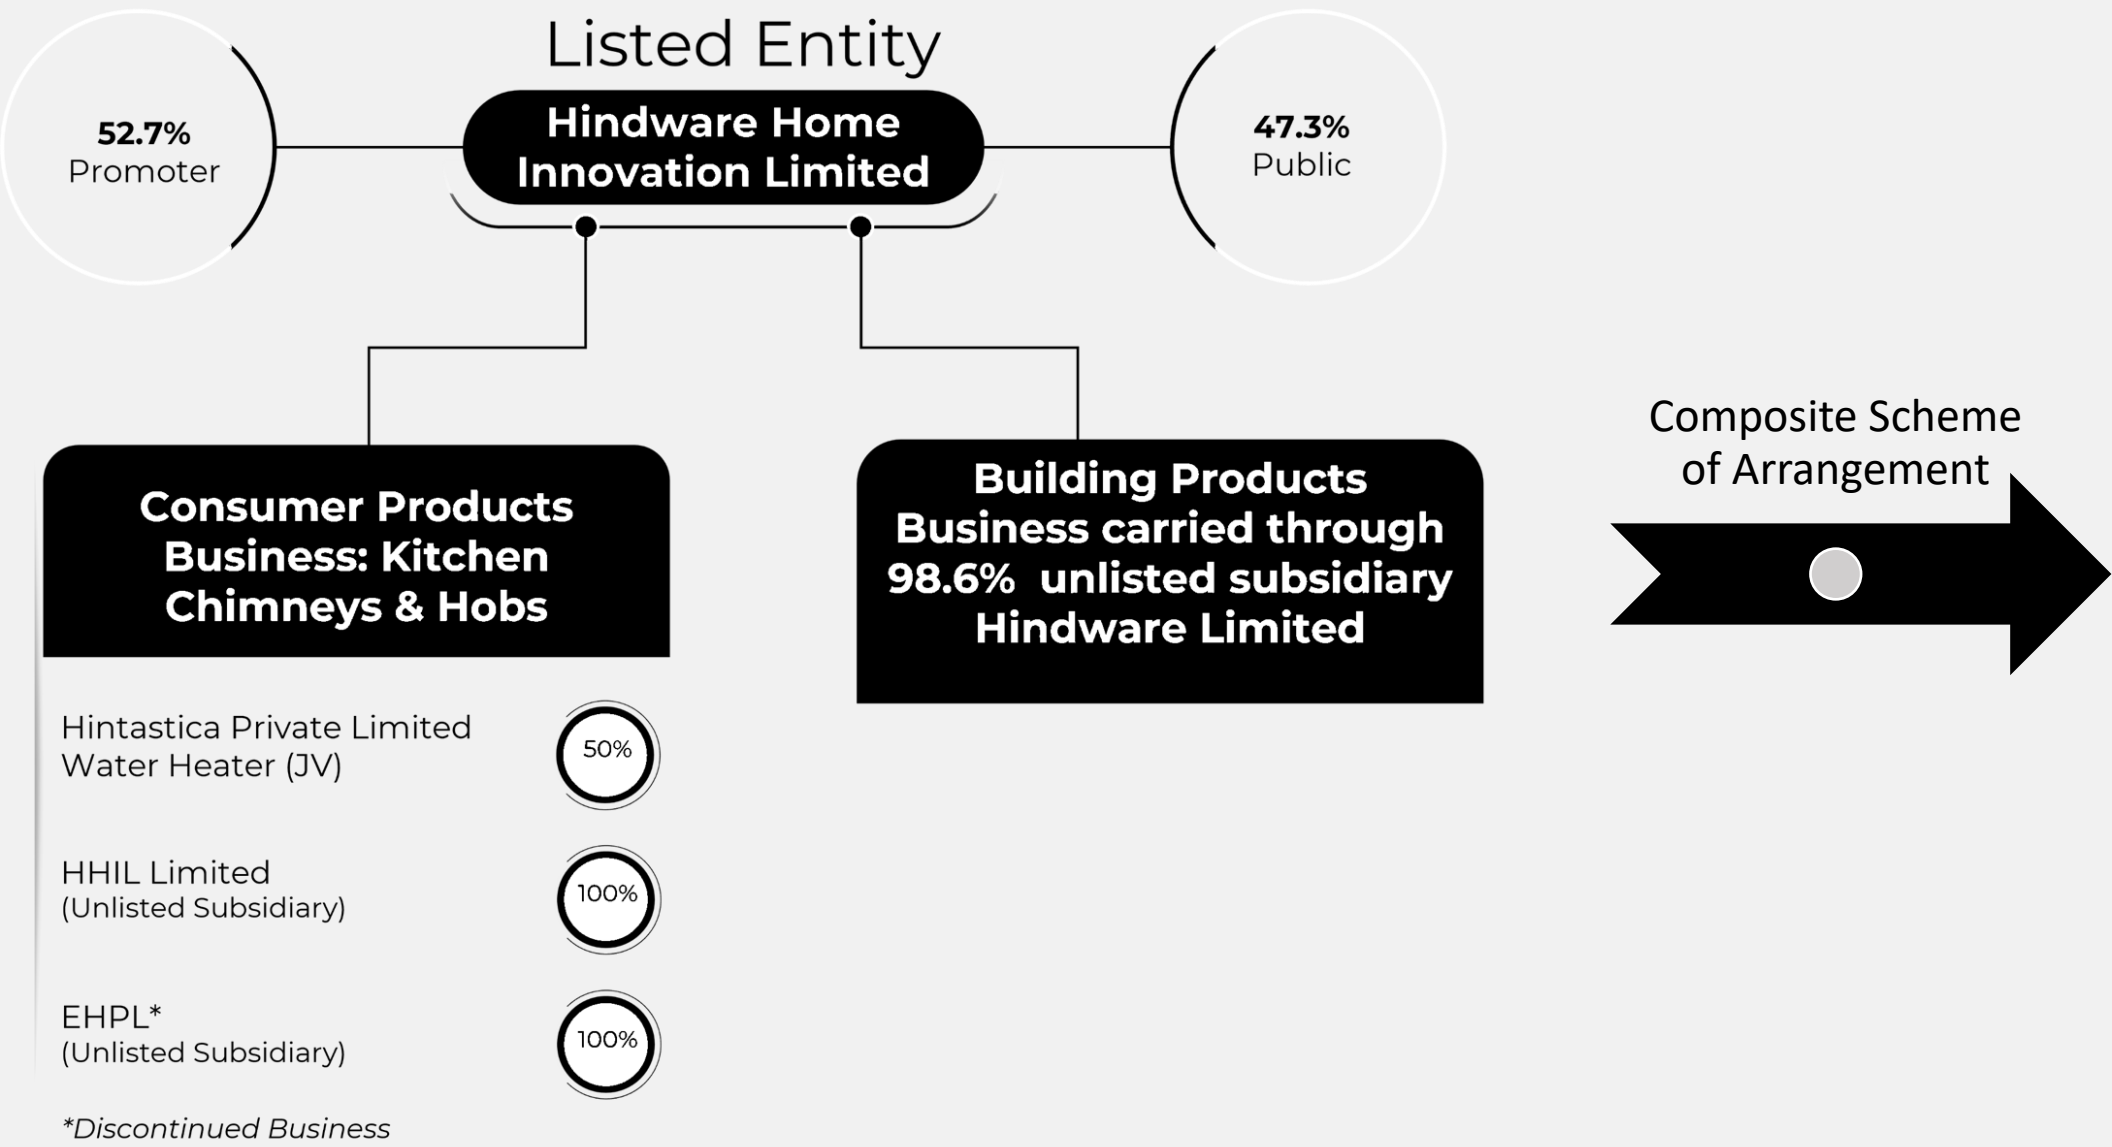 Listed Entity
52.7%
Promoter
Hindware Home
Innovation Limited
47.3%
Public
Consumer Products
Business: Kitchen
Chimneys & Hobs
Hintastica Private Limited
Water Heater (JV)
50%
HHIL Limited
(Unlisted Subsidiary)
100%
EHPL*
(Unlisted Subsidiary)
100%
*Discontinued Business
Building Products
Business carried through
98.6% unlisted subsidiary
Hindware Limited
Composite Scheme
of Arrangement